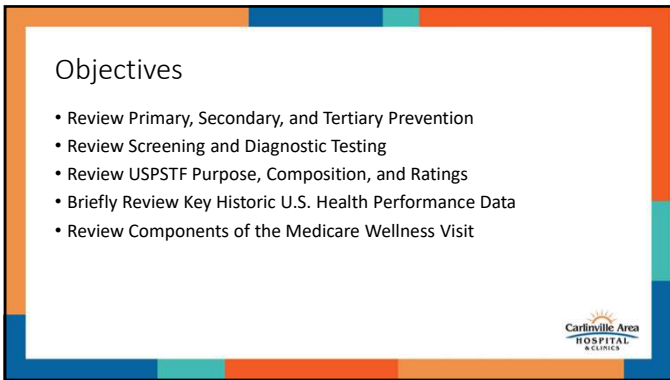 Objectives
• Review Primary, Secondary, and Tertiary Prevention
• Review Screening and Diagnostic Testing
• Review USPSTF Purpose, Composition, and Ratings
• Briefly Review Key Historic U.S. Health Performance Data
• Review Components of the Medicare Wellness Visit
Carlinville Area
HOSPITAL
& CLINICS